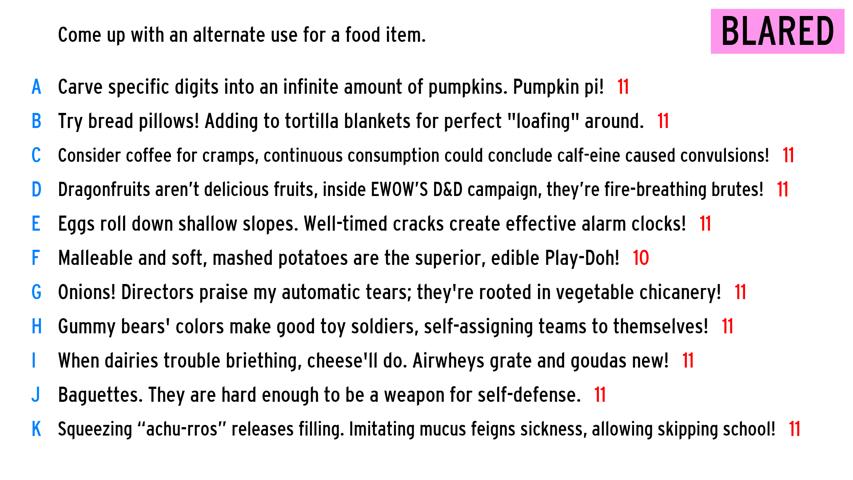 Come up with an alternate use for a food item.
BLARED
A Carve specific digits into an infinite amount of pumpkins. Pumpkin pi! 11
B Try bread pillows! Adding to tortilla blankets for perfect "loafing" around. 11
C Consider coffee for cramps, continuous consumption could conclude calf-eine caused convulsions! 11
D Dragonfruits aren't delicious fruits, inside EWOW'S D&D campaign, they're fire-breathing brutes! 11
E Eggs roll down shallow slopes. Well-timed cracks create effective alarm clocks! 11
F Malleable and soft, mashed potatoes are the superior, edible Play-Doh! 10
G Onions! Directors praise my automatic tears; they're rooted in vegetable chicanery! 11
H Gummy bears' colors make good toy soldiers, self-assigning teams to themselves! 11
I When dairies trouble briething, cheese'll do. Airwheys grate and goudas new! 11
J Baguettes. They are hard enough to be a weapon for self-defense. 11
K Squeezing “achu-rros” releases filling. Imitating mucus feigns sickness, allowing skipping school! 11